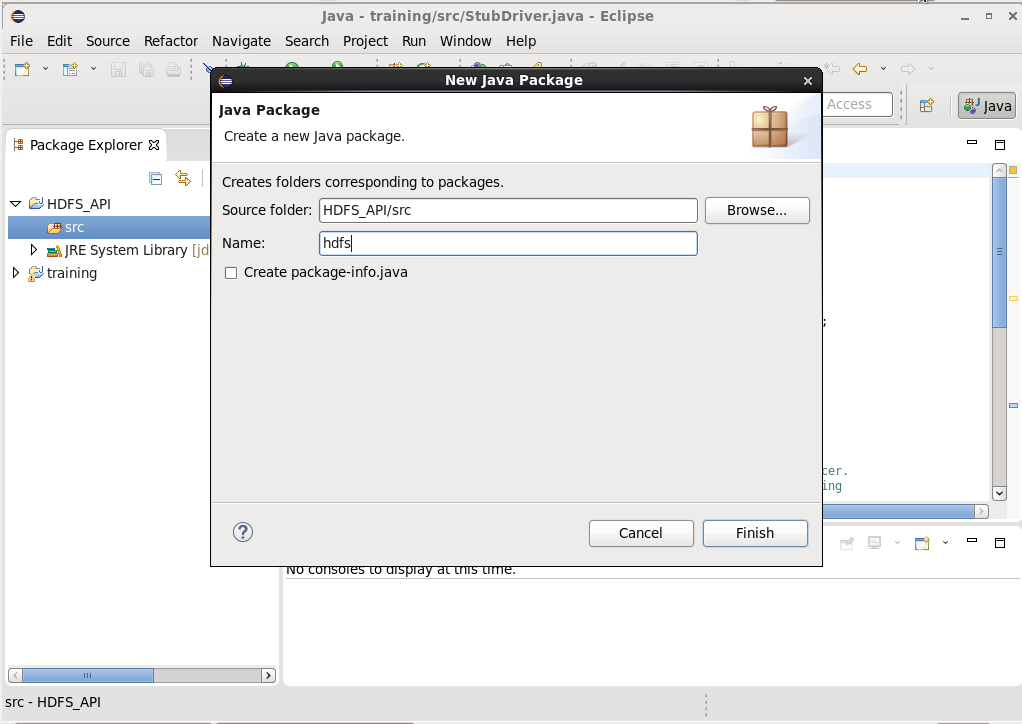 Java - training/src/StubDriver.java - Eclipse
File Edit Source Refactor Navigate Search Project Run Window Help
New Java Package
Access
Java
Java Package
Create a new Java package.
Package Explorer
Creates folders corresponding to packages.
HDFS_API
Source folder: HDFS_API/src Browse...
src
Name: hdfs
JRE System Library [jd
training
Create package-info.java
;
cer.
ing
Cancel Finish
No consoles to display at this time.
src - HDFS_API